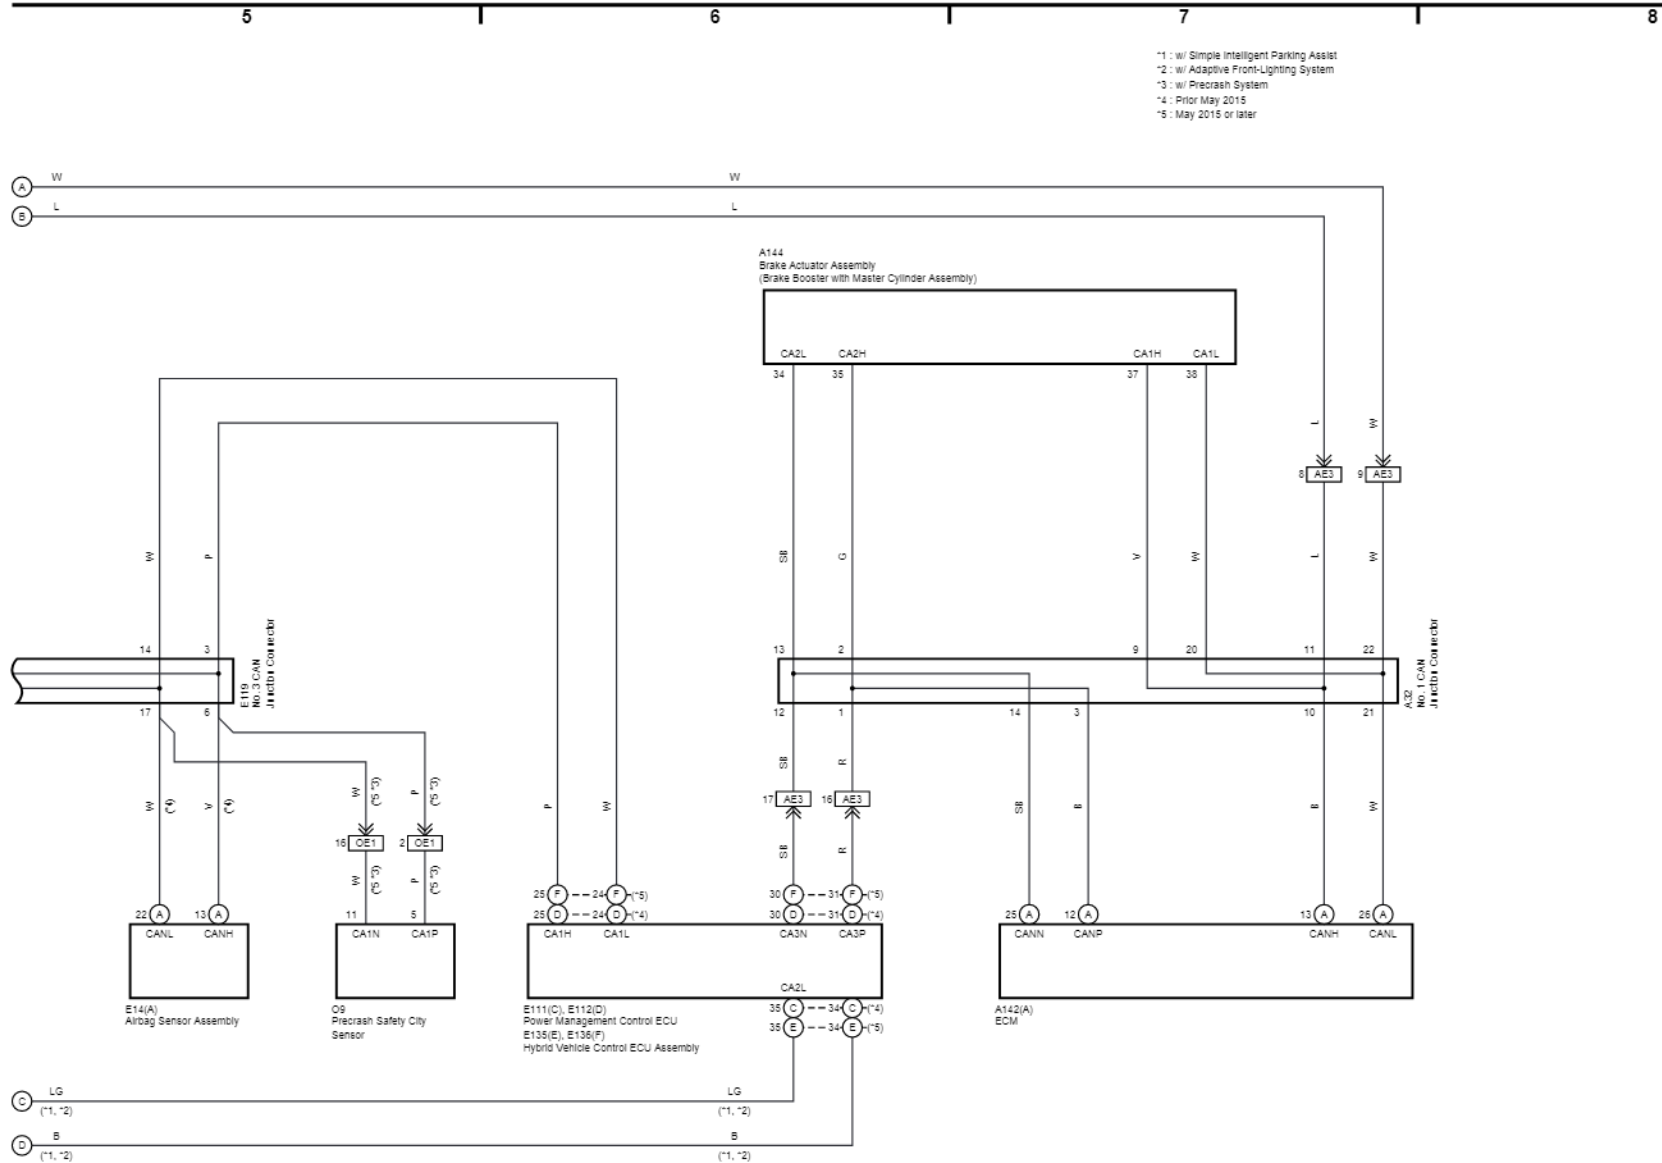 5 6 7 8
*1 : w/ Simple Intelligent Parking Assist
*2 : w/ Adaptive Front-Lighting System
*3 : w/ Precrash System
*4 : Prior May 2015
*5 : May 2015 or later
A W W
B L L
A144
Brake Actuator Assembly
(Brake Booster with Master Cylinder Assembly)
CA2L CA2H CA1H CA1L
34 35 37 38
L W
8 AE3 9 AE3
W P SB G V W L W
14 3 13 2 9 20 11 22
E119
No. 3 CAN
Junction Connector
A32
No. 1 CAN
Junction Connector
17 6 12 1 14 3 10 21
SB R
W (*5 *3) P (*5 *3)
17 AE3 16 AE3
W (*4) V (*4) P W SB B B W
16 OE1 2 OE1
SB R
W (*5 *3) P (*5 *3)
25 F 24 F (*5) 30 F 31 F (*5)
22 A 13 A 11 5 25 D 24 D (*4) 30 D 31 D (*4) 25 A 12 A 13 A 26 A
CANL CANH CA1N CA1P CA1H CA1L CA3N CA3P CANN CANP CANH CANL
CA2L
35 C 34 C (*4)
35 E 34 E (*5)
E14(A)
Airbag Sensor Assembly
O9
Precrash Safety City
Sensor
E111(C), E112(D)
Power Management Control ECU
E135(E), E136(F)
Hybrid Vehicle Control ECU Assembly
A142(A)
ECM
C LG LG
(*1, *2) (*1, *2)
D B B
(*1, *2) (*1, *2)